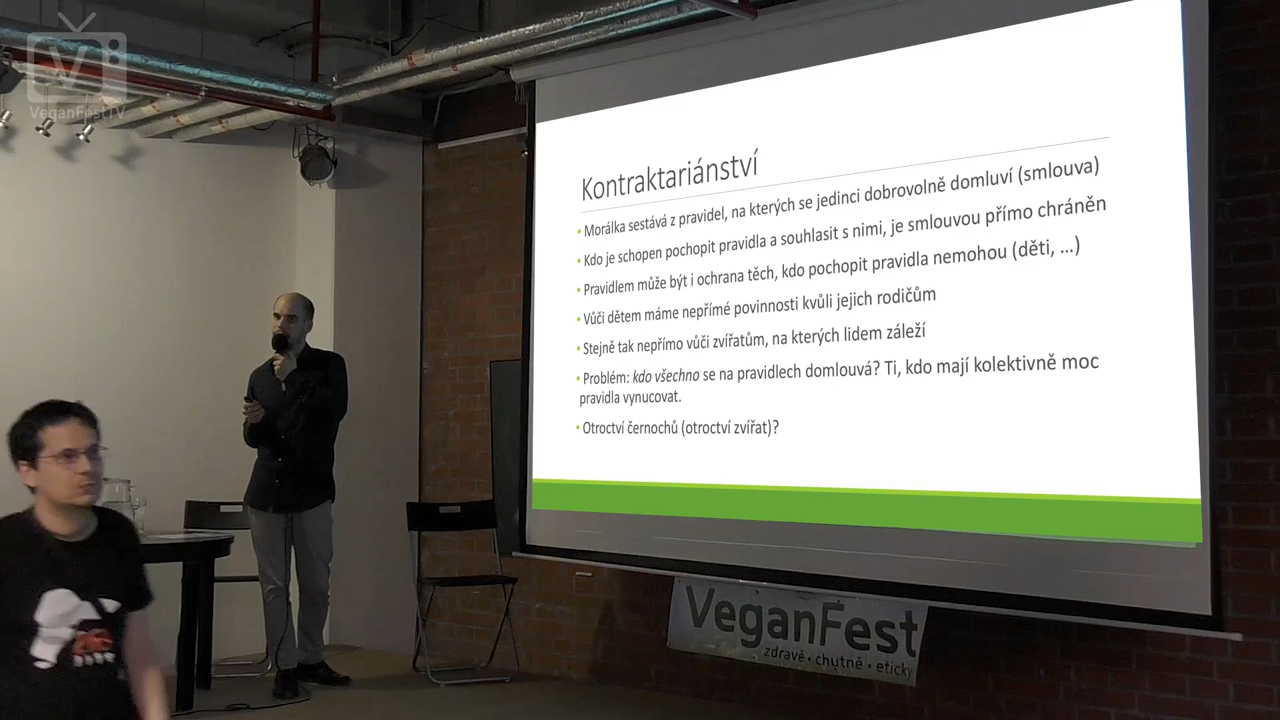 VeganFestTV
Kontraktariánství
• Morálka sestává z pravidel, na kterých se jedinci dobrovolně domluví (smlouva)
• Kdo je schopen pochopit pravidla a souhlasit s nimi, je smlouvou přímo chráněn
• Pravidlem může být i ochrana těch, kdo pochopit pravidla nemohou (děti, ...)
• Vůči dětem máme nepřímé povinnosti kvůli jejich rodičům
• Stejně tak nepřímo vůči zvířatům, na kterých lidem záleží
• Problém: kdo všechno se na pravidlech domlouvá? Ti, kdo mají kolektivně moc
pravidla vynucovat.
• Otroctví černochů (otroctví zvířat)?
VeganFest
zdravě • chutně • eticky